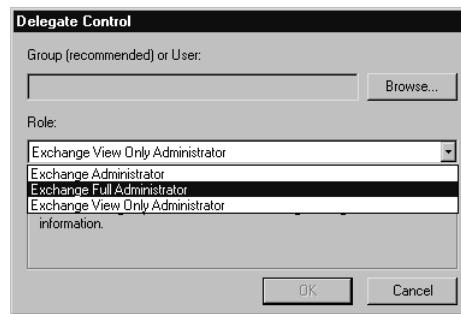 Delegate Control
Group (recommended) or User:
Browse...
Role:
Exchange View Only Administrator
Exchange Administrator
Exchange Full Administrator
Exchange View Only Administrator
information.
OK
Cancel